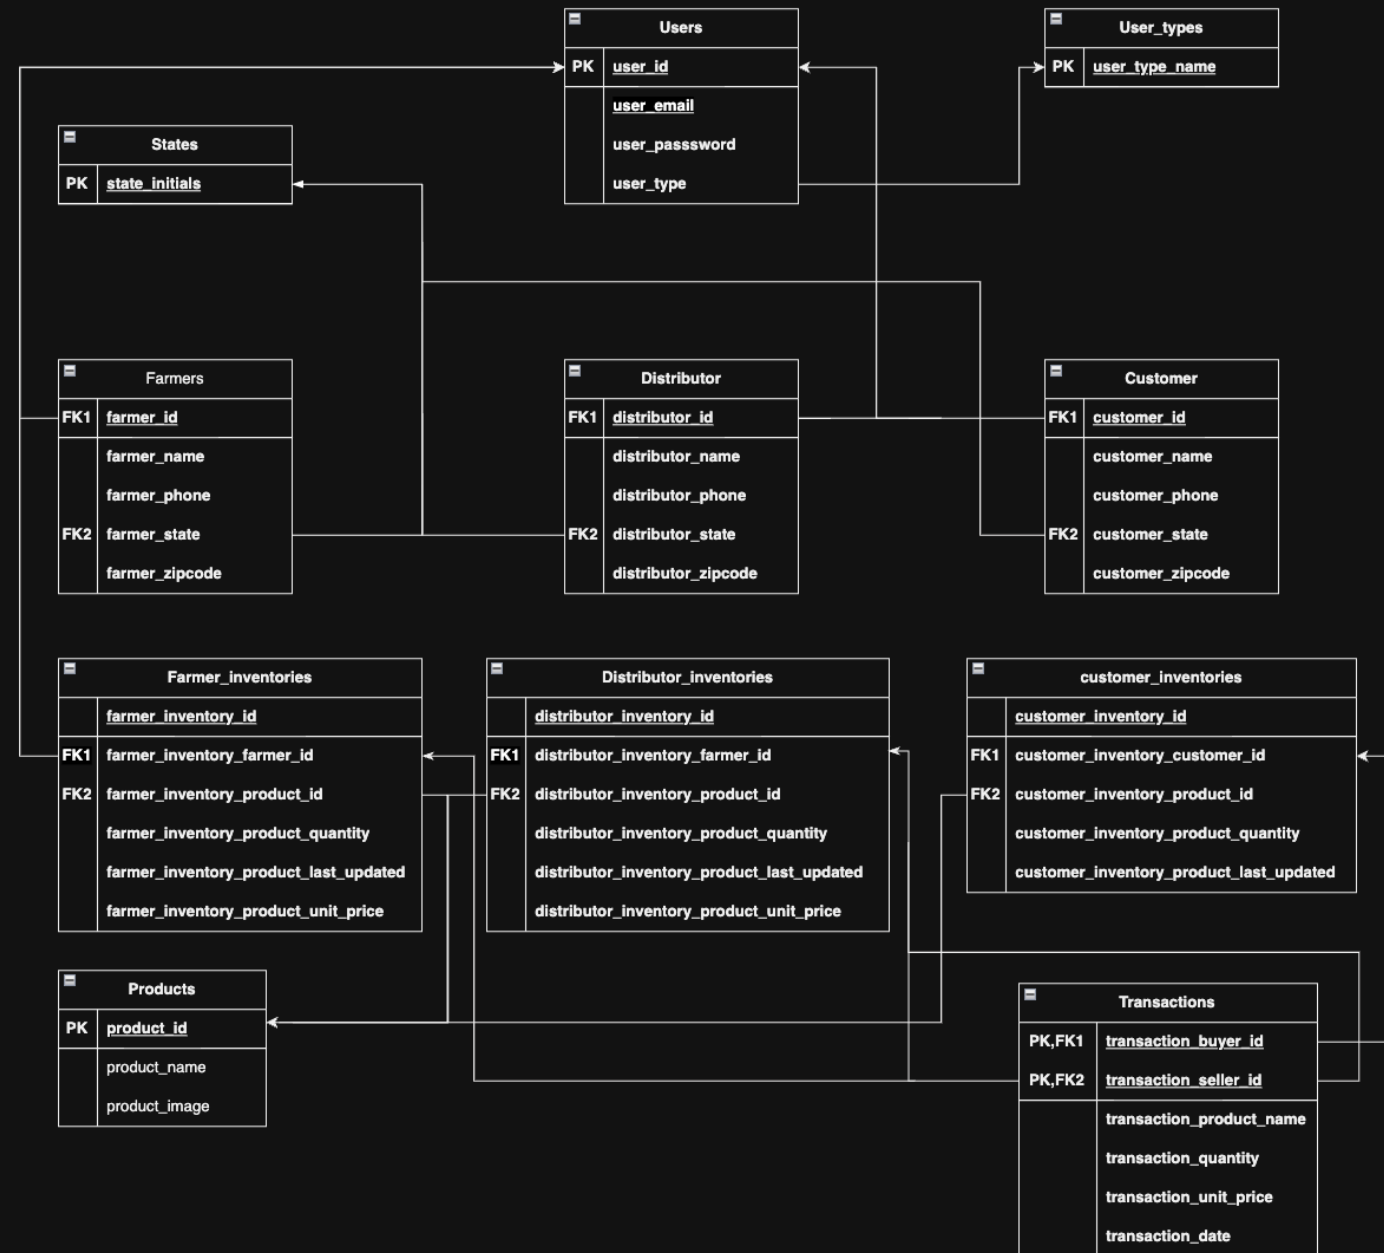 Users
PK user_id
user_email
user_passsword
user_type
User_types
PK user_type_name
States
PK state_initials
Farmers
FK1 farmer_id
farmer_name
farmer_phone
FK2 farmer_state
farmer_zipcode
Distributor
FK1 distributor_id
distributor_name
distributor_phone
FK2 distributor_state
distributor_zipcode
Customer
FK1 customer_id
customer_name
customer_phone
FK2 customer_state
customer_zipcode
Farmer_inventories
farmer_inventory_id
FK1 farmer_inventory_farmer_id
FK2 farmer_inventory_product_id
farmer_inventory_product_quantity
farmer_inventory_product_last_updated
farmer_inventory_product_unit_price
Distributor_inventories
distributor_inventory_id
FK1 distributor_inventory_farmer_id
FK2 distributor_inventory_product_id
distributor_inventory_product_quantity
distributor_inventory_product_last_updated
distributor_inventory_product_unit_price
customer_inventories
customer_inventory_id
FK1 customer_inventory_customer_id
FK2 customer_inventory_product_id
customer_inventory_product_quantity
customer_inventory_product_last_updated
Products
PK product_id
product_name
product_image
Transactions
PK,FK1 transaction_buyer_id
PK,FK2 transaction_seller_id
transaction_product_name
transaction_quantity
transaction_unit_price
transaction_date